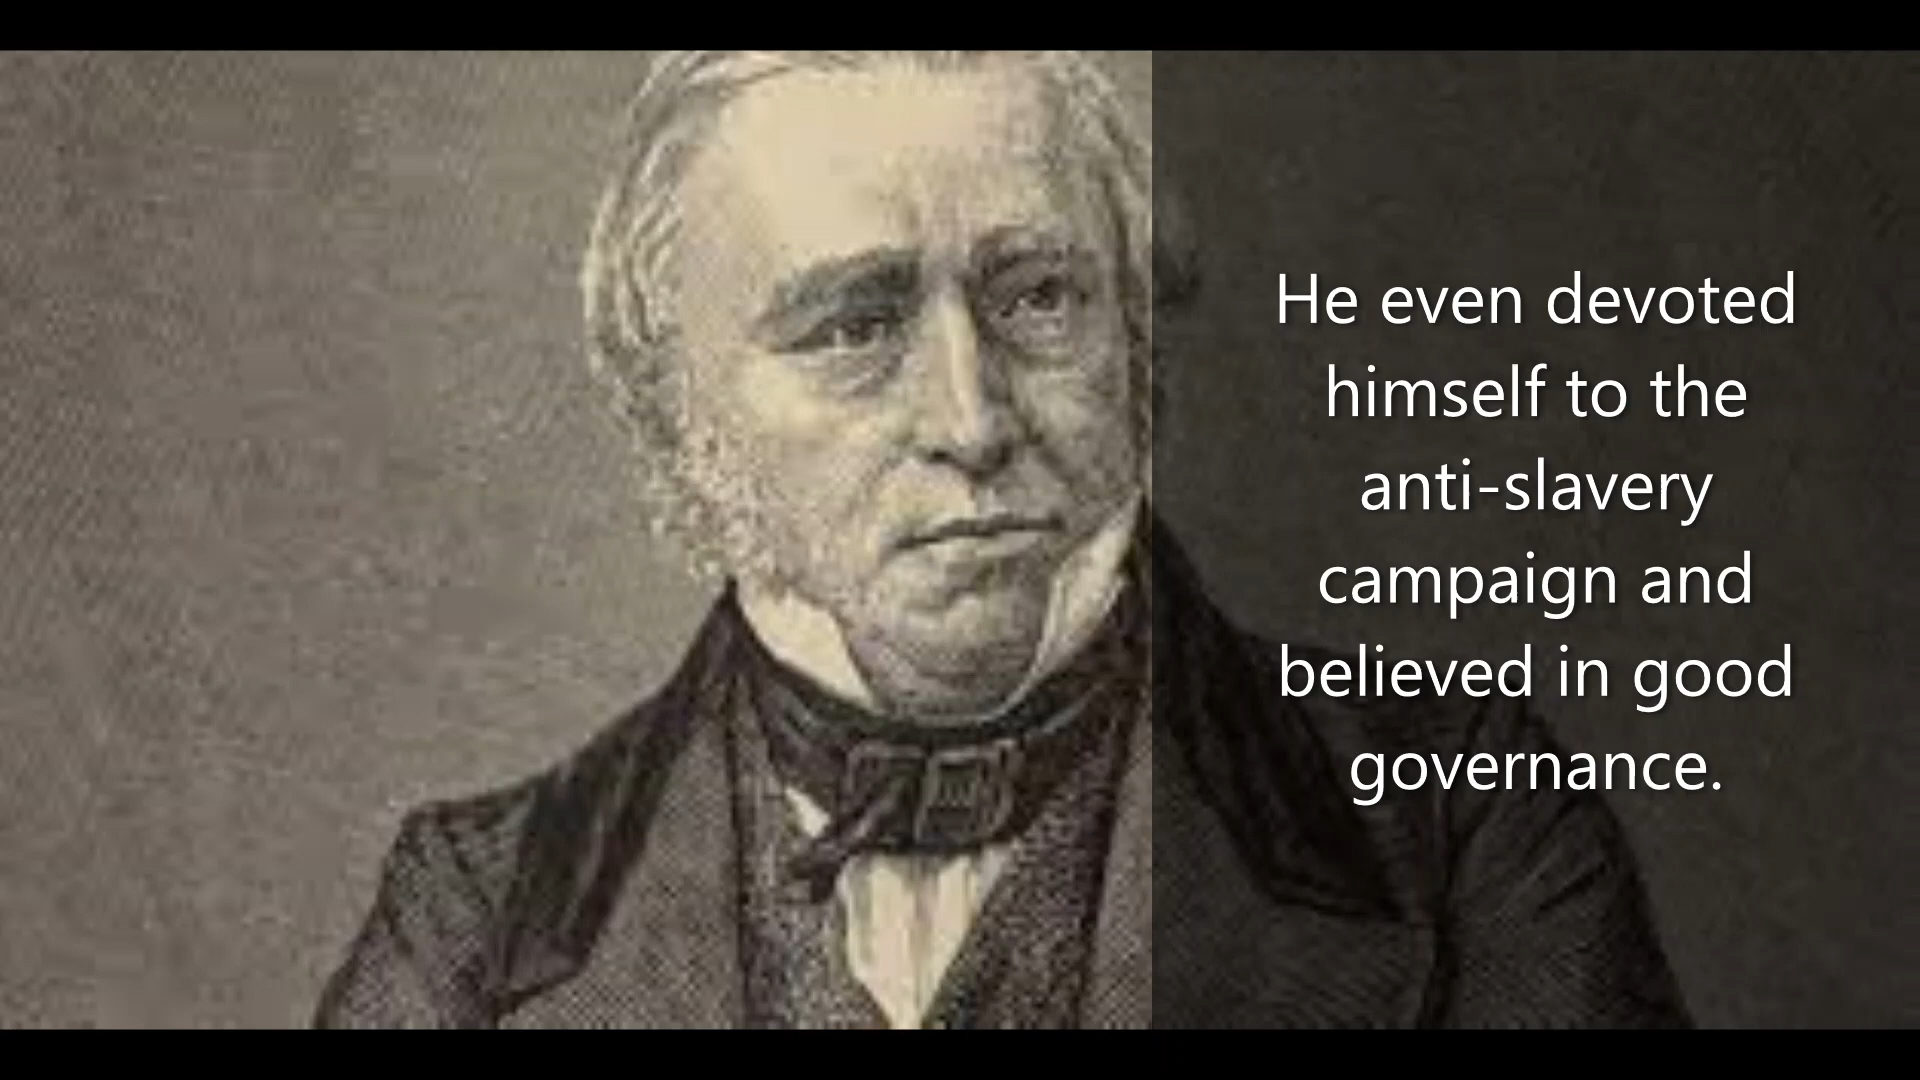 He even devoted
himself to the
anti-slavery
campaign and
believed in good
governance.